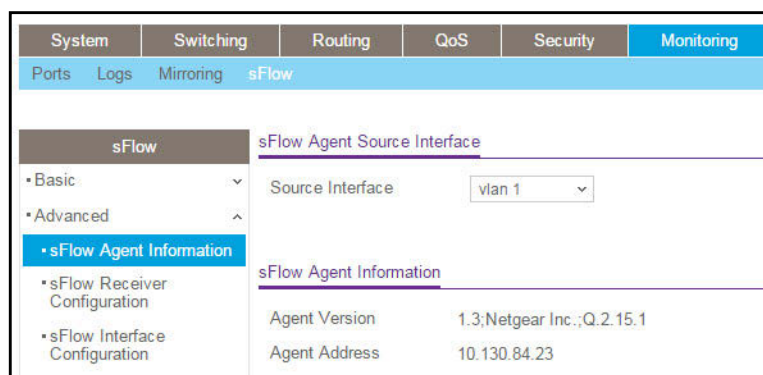 System Switching Routing QoS Security Monitoring
Ports Logs Mirroring sFlow
sFlow
Basic
Advanced
sFlow Agent Information
sFlow Receiver
Configuration
sFlow Interface
Configuration
sFlow Agent Source Interface
Source Interface vlan 1
sFlow Agent Information
Agent Version 1.3;Netgear Inc.;Q.2.15.1
Agent Address 10.130.84.23